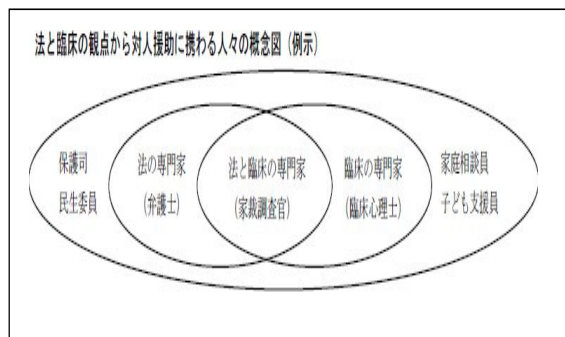 法と臨床の観点から対人援助に携わる人々の概念図（例示）
保護司
民生委員
法の専門家
（弁護士）
法と臨床の専門家
（家裁調査官）
臨床の専門家
（臨床心理士）
家庭相談員
子ども支援員